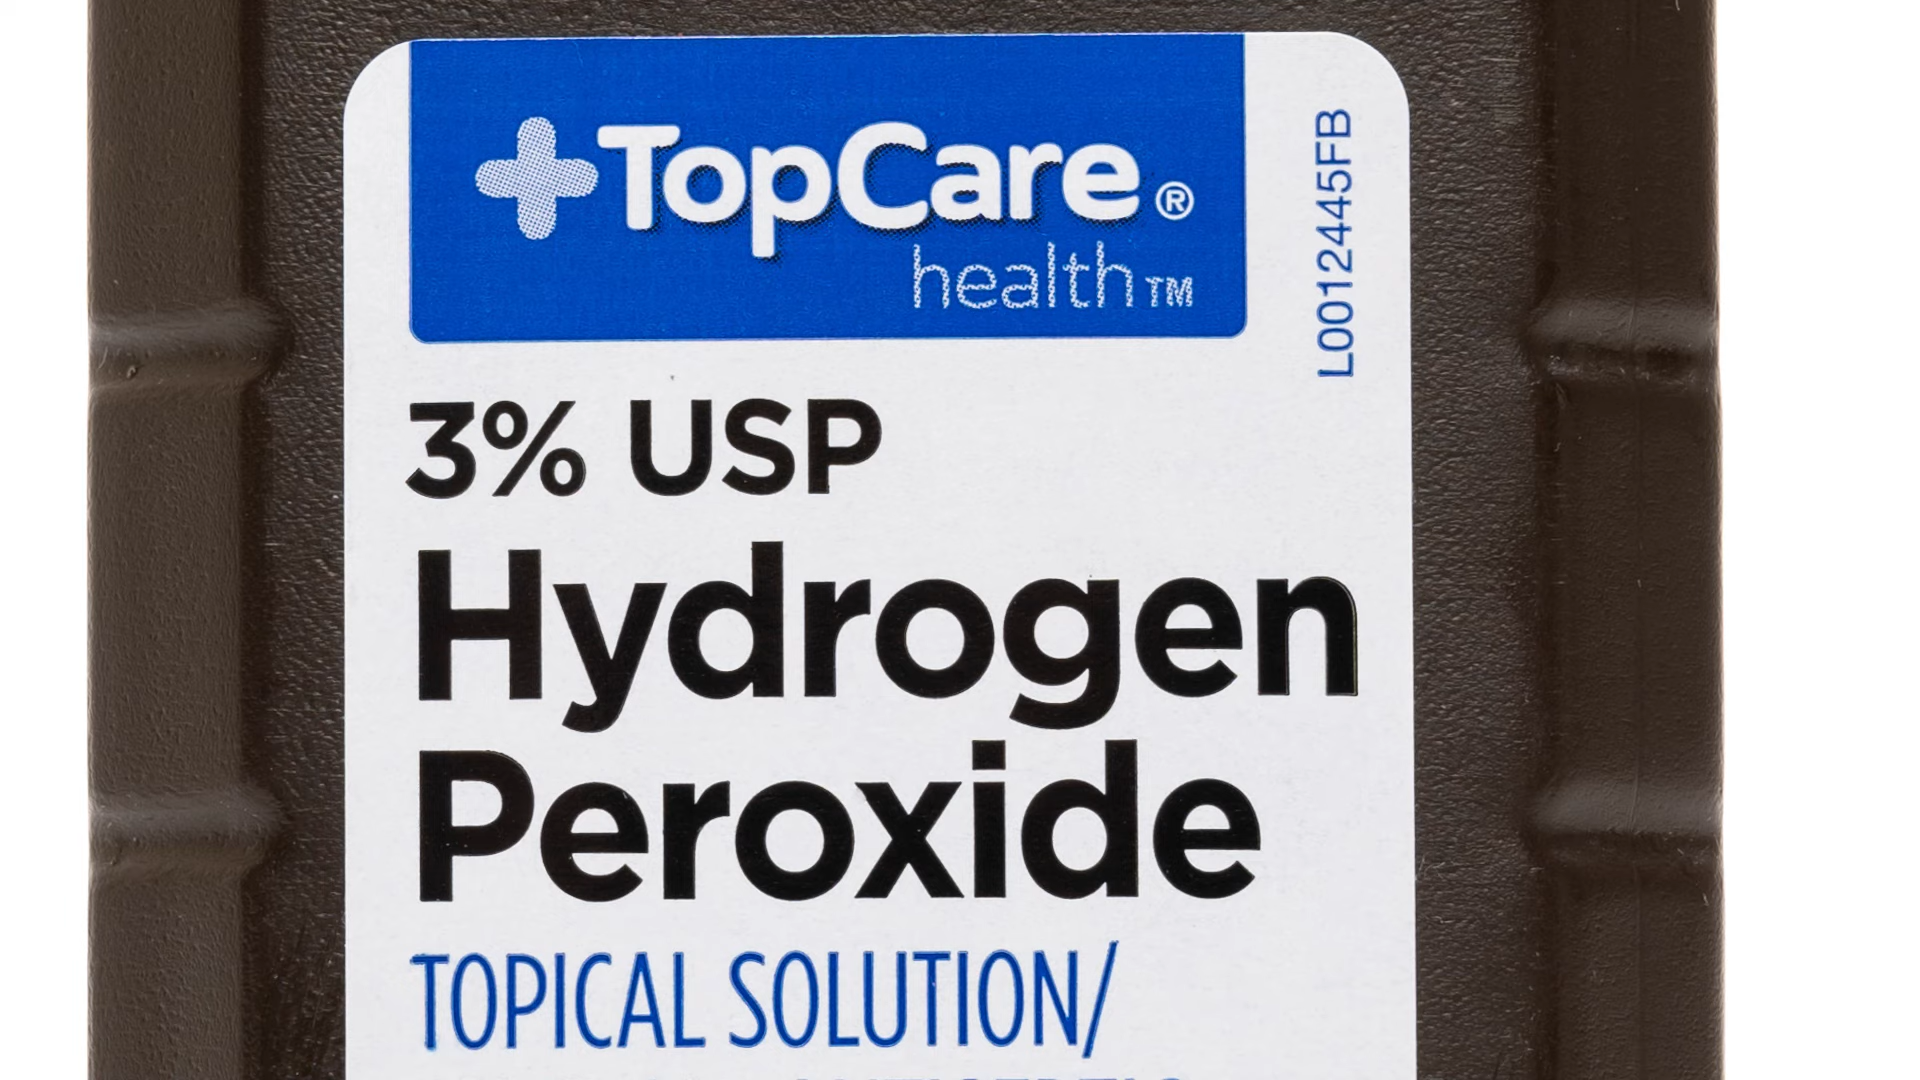 TopCare®
health™
L0012445FB
3% USP
Hydrogen
Peroxide
TOPICAL SOLUTION/